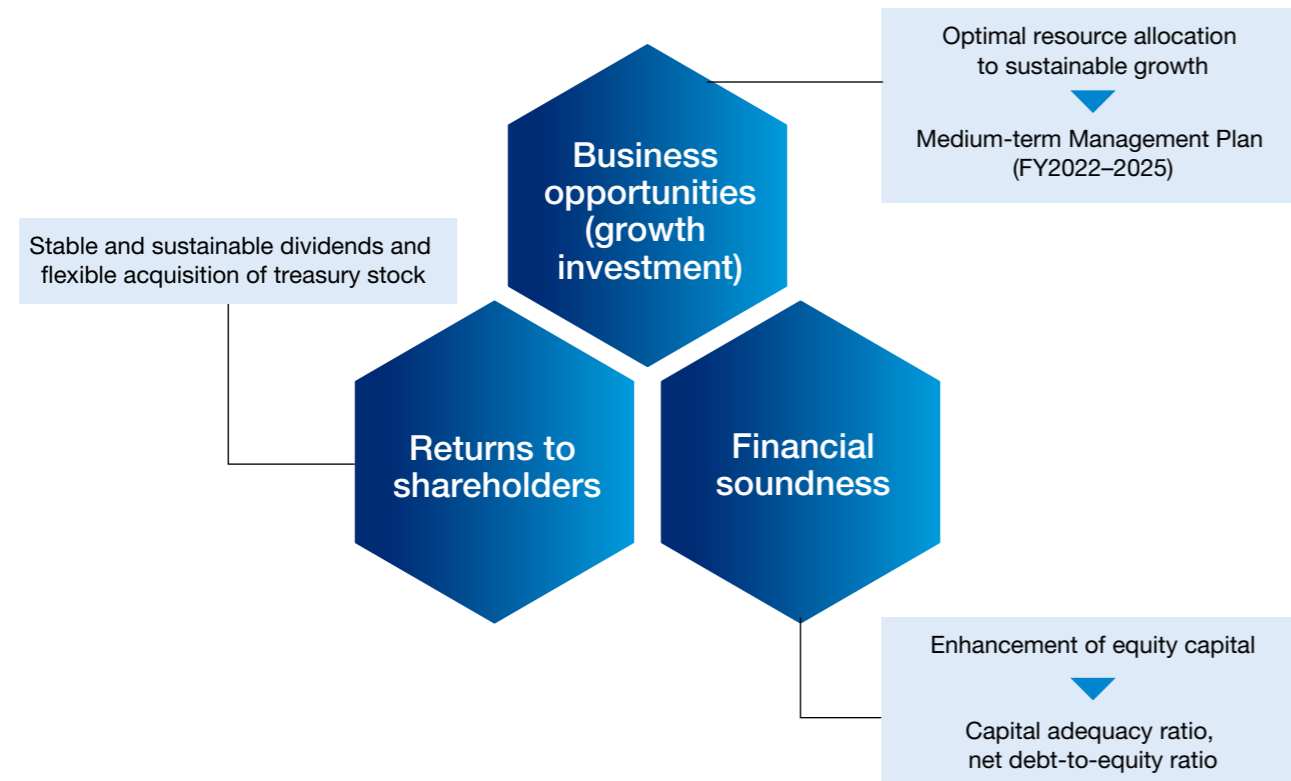 Optimal resource allocation
to sustainable growth
Medium-term Management Plan
(FY2022–2025)
Business
opportunities
(growth
investment)
Stable and sustainable dividends and
flexible acquisition of treasury stock
Returns to
shareholders
Financial
soundness
Enhancement of equity capital
Capital adequacy ratio,
net debt-to-equity ratio